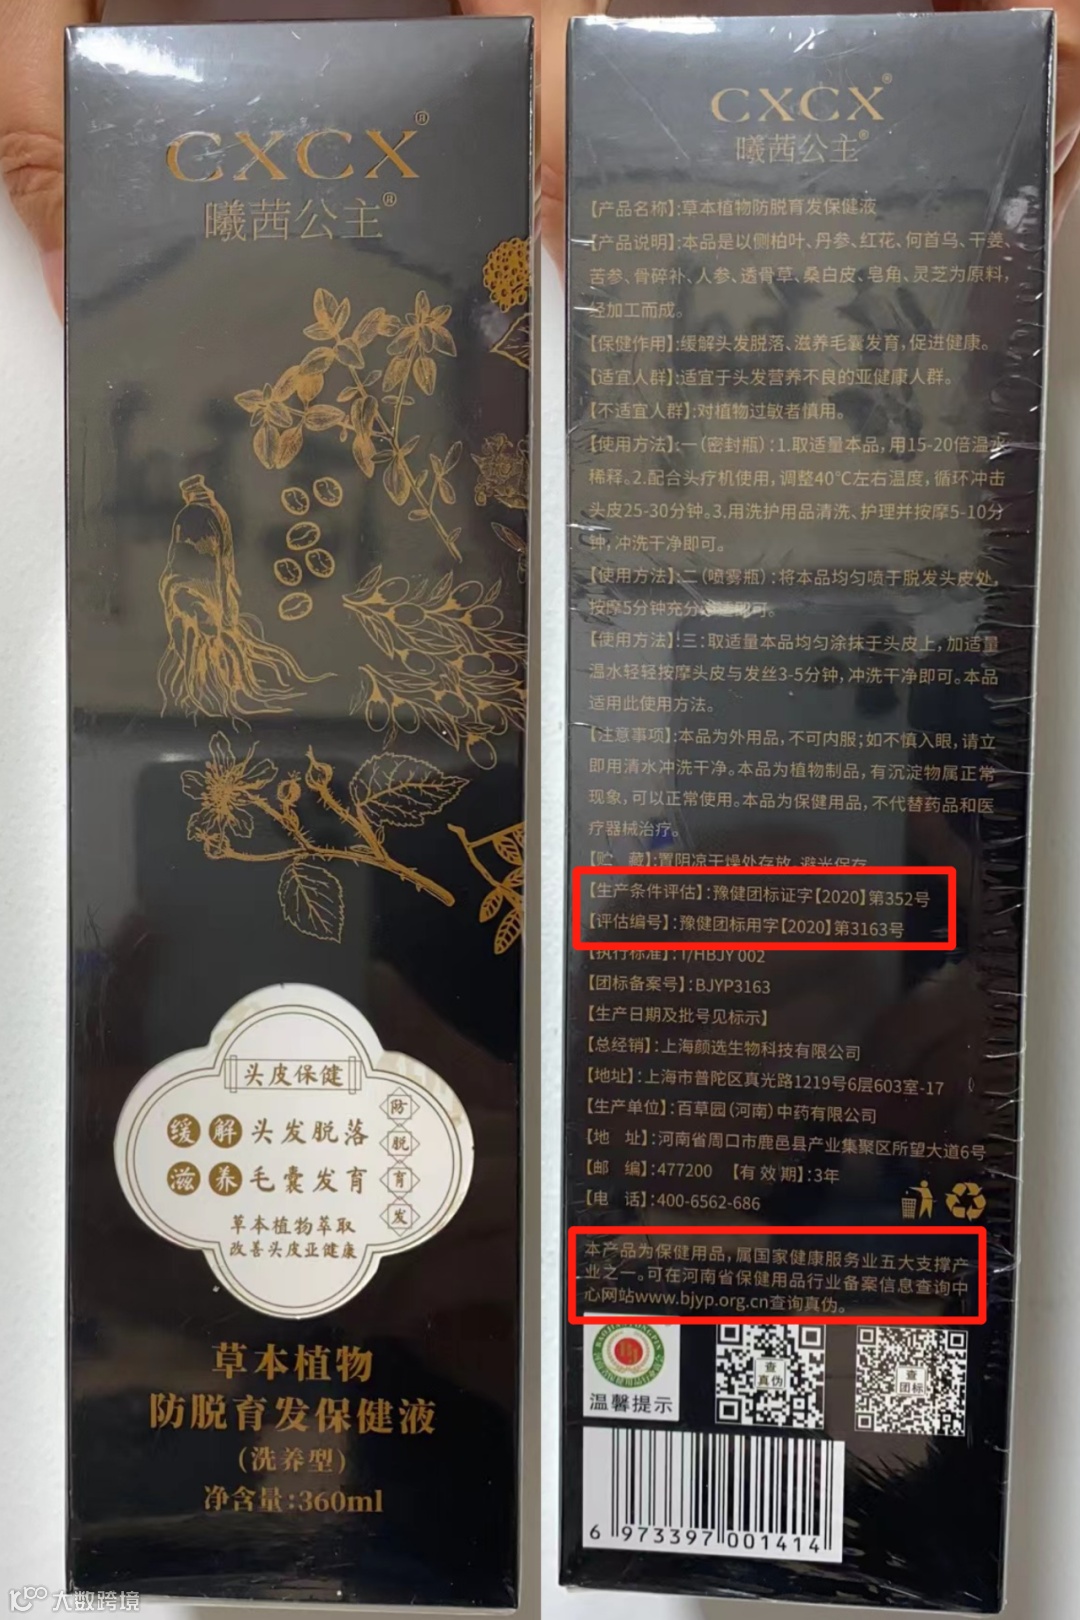 CXCX®
曦茜公主®
头皮保健
缓解头发脱落
滋养毛囊发育
防脱育发
草本植物萃取
改善头皮亚健康
草本植物
防脱育发保健液
(洗养型)
净含量:360ml
CXCX®
曦茜公主®
【产品名称】:草本植物防脱育发保健液
【产品说明】:本品是以侧柏叶、丹参、红花、何首乌、干姜、
苦参、骨碎补、人参、透骨草、桑白皮、皂角、灵芝为原料,
经加工而成。
【保健作用】:缓解头发脱落、滋养毛囊发育,促进健康。
【适宜人群】:适宜于头发营养不良的亚健康人群。
【不适宜人群】:对植物过敏者慎用。
【使用方法】:一(密封瓶):1.取适量本品,用15-20倍温水
稀释。2.配合头疗机使用,调整40℃左右温度,循环冲击
头皮25-30分钟。3.用洗护用品清洗、护理并按摩5-10分
钟,冲洗干净即可。
【使用方法】:二(喷雾瓶):将本品均匀喷于脱发头皮处,
按摩5分钟充分 即可。
【使用方法】:三:取适量本品均匀涂抹于头皮上,加适量
温水轻轻按摩头皮与发丝3-5分钟,冲洗干净即可。本品
适用此使用方法。
【注意事项】:本品为外用品,不可内服;如不慎入眼,请立
即用清水冲洗干净。本品为植物制品,有沉淀物属正常
现象,可以正常使用。本品为保健用品,不代替药品和医
疗器械治疗。
【贮 藏】:置阴凉干燥处存放,避光保存
【生产条件评估】:豫健团标证字【2020】第352号
【评估编号】:豫健团标用字【2020】第3163号
【执行标准】:T/HBJY 002
【团标备案号】:BJYP3163
【生产日期及批号见标示】
【总经销】:上海颜选生物科技有限公司
【地址】:上海市普陀区真光路1219号6层603室-17
【生产单位】:百草园(河南)中药有限公司
【地 址】:河南省周口市鹿邑县产业集聚区所望大道6号
【邮 编】:477200 【有效期】:3年
【电 话】:400-6562-686
本产品为保健用品,属国家健康服务业五大支撑产
业之一。可在河南省保健用品行业备案信息查询中
心网站www.bjyp.org.cn查询真伪。
温馨提示
查真伪
查团标
6 973397 001414
大数跨境